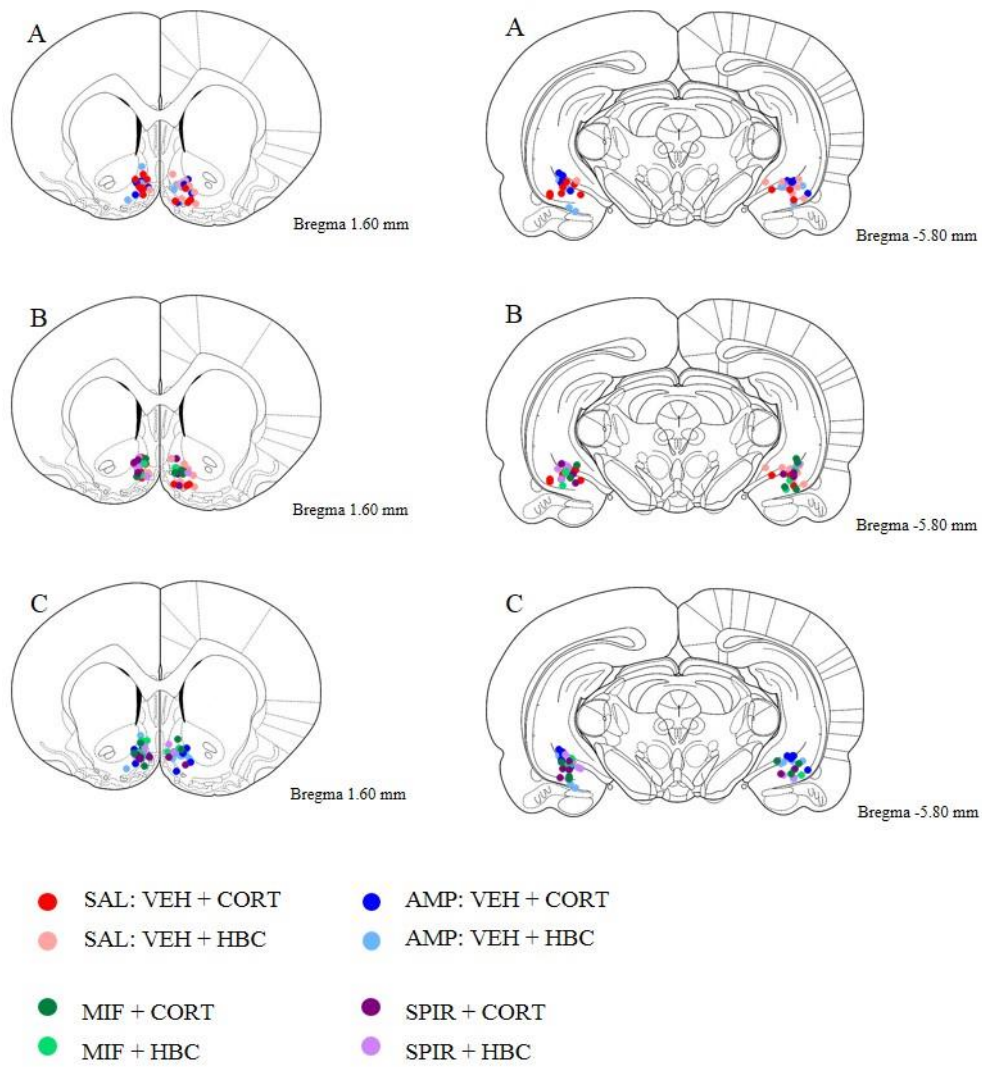 A
A
Bregma 1.60 mm
Bregma -5.80 mm
B
B
Bregma 1.60 mm
Bregma -5.80 mm
C
C
Bregma 1.60 mm
Bregma -5.80 mm
SAL: VEH + CORT
AMP: VEH + CORT
SAL: VEH + HBC
AMP: VEH + HBC
MIF + CORT
SPIR + CORT
MIF + HBC
SPIR + HBC